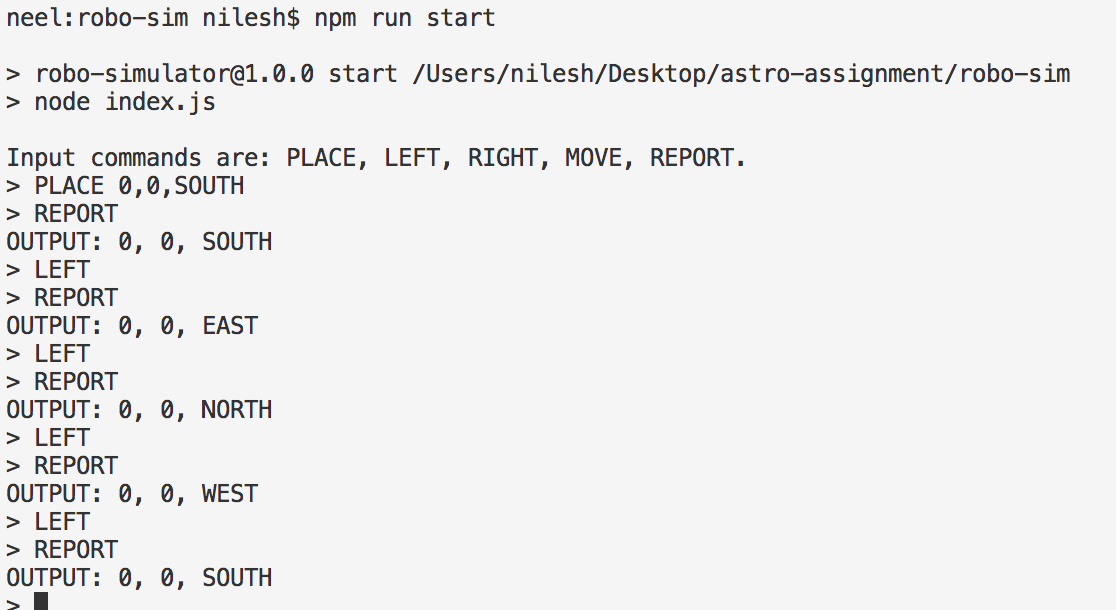 neel:robo-sim nilesh$ npm run start
> robo-simulator@1.0.0 start /Users/nilesh/Desktop/astro-assignment/robo-sim
> node index.js
Input commands are: PLACE, LEFT, RIGHT, MOVE, REPORT.
> PLACE 0,0,SOUTH
> REPORT
OUTPUT: 0, 0, SOUTH
> LEFT
> REPORT
OUTPUT: 0, 0, EAST
> LEFT
> REPORT
OUTPUT: 0, 0, NORTH
> LEFT
> REPORT
OUTPUT: 0, 0, WEST
> LEFT
> REPORT
OUTPUT: 0, 0, SOUTH
>